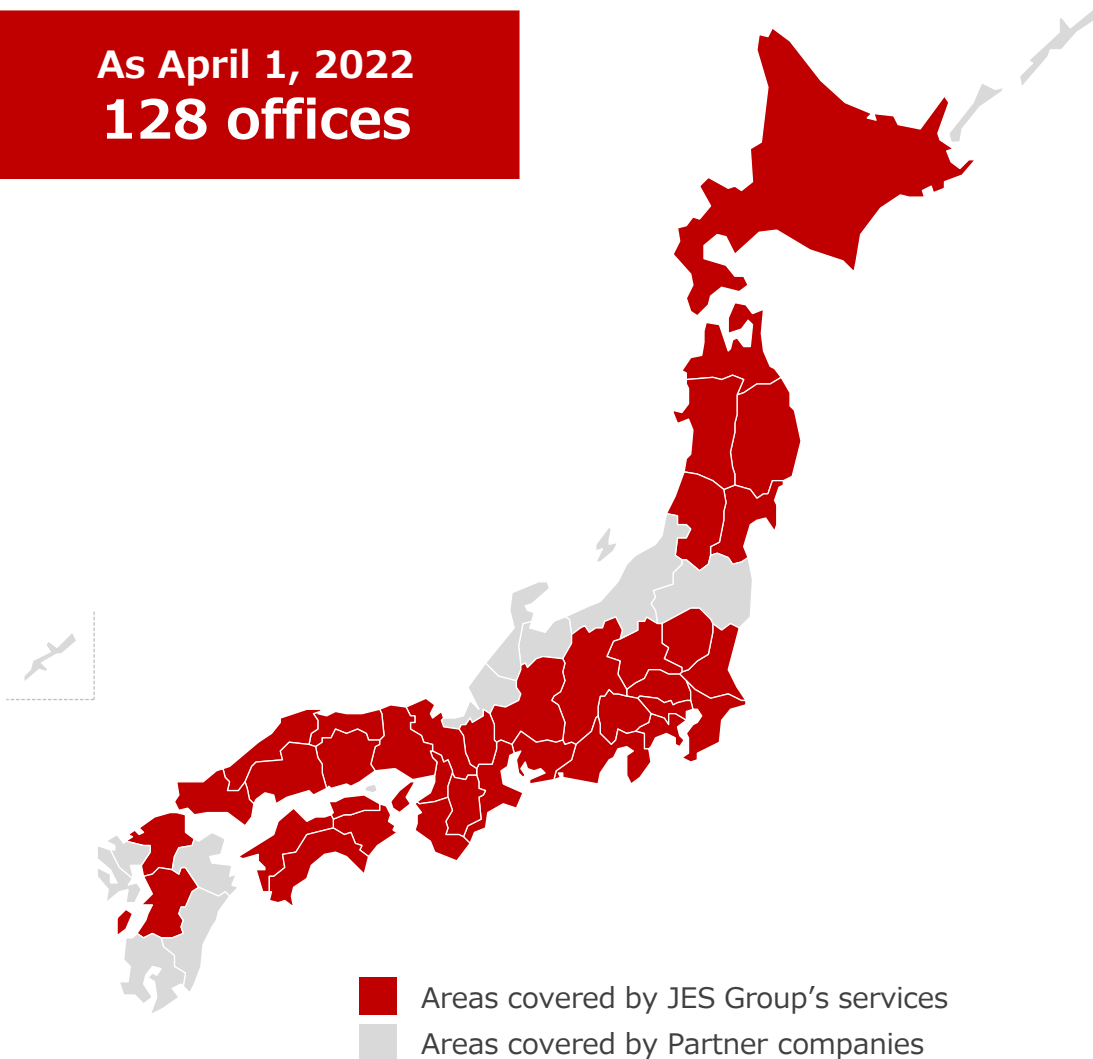 As April 1, 2022
128 offices
Areas covered by JES Group’s services
Areas covered by Partner companies